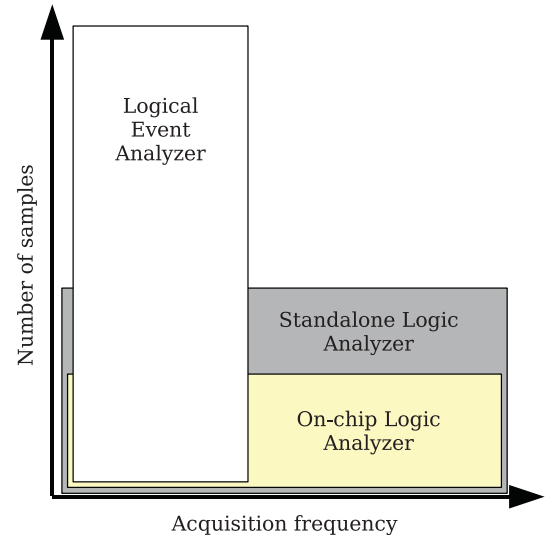 Number of samples
Logical
Event
Analyzer
Standalone Logic
Analyzer
On-chip Logic
Analyzer
Acquisition frequency